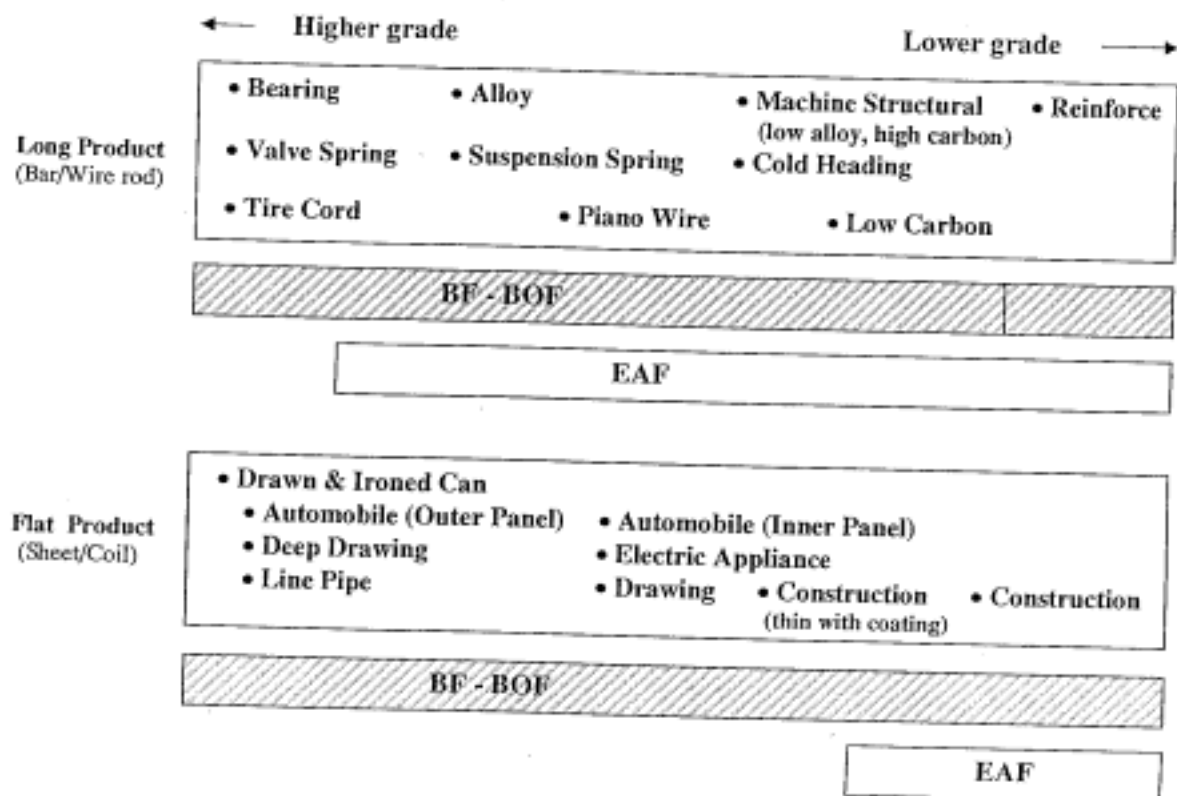 Higher grade
Lower grade
Long Product
(Bar/Wire rod)
• Bearing • Alloy • Machine Structural • Reinforce
(low alloy, high carbon)
• Valve Spring • Suspension Spring • Cold Heading
• Tire Cord • Piano Wire • Low Carbon
BF - BOF
EAF
Flat Product
(Sheet/Coil)
• Drawn & Ironed Can
• Automobile (Outer Panel) • Automobile (Inner Panel)
• Deep Drawing • Electric Appliance
• Line Pipe • Drawing • Construction • Construction
(thin with coating)
BF - BOF
EAF